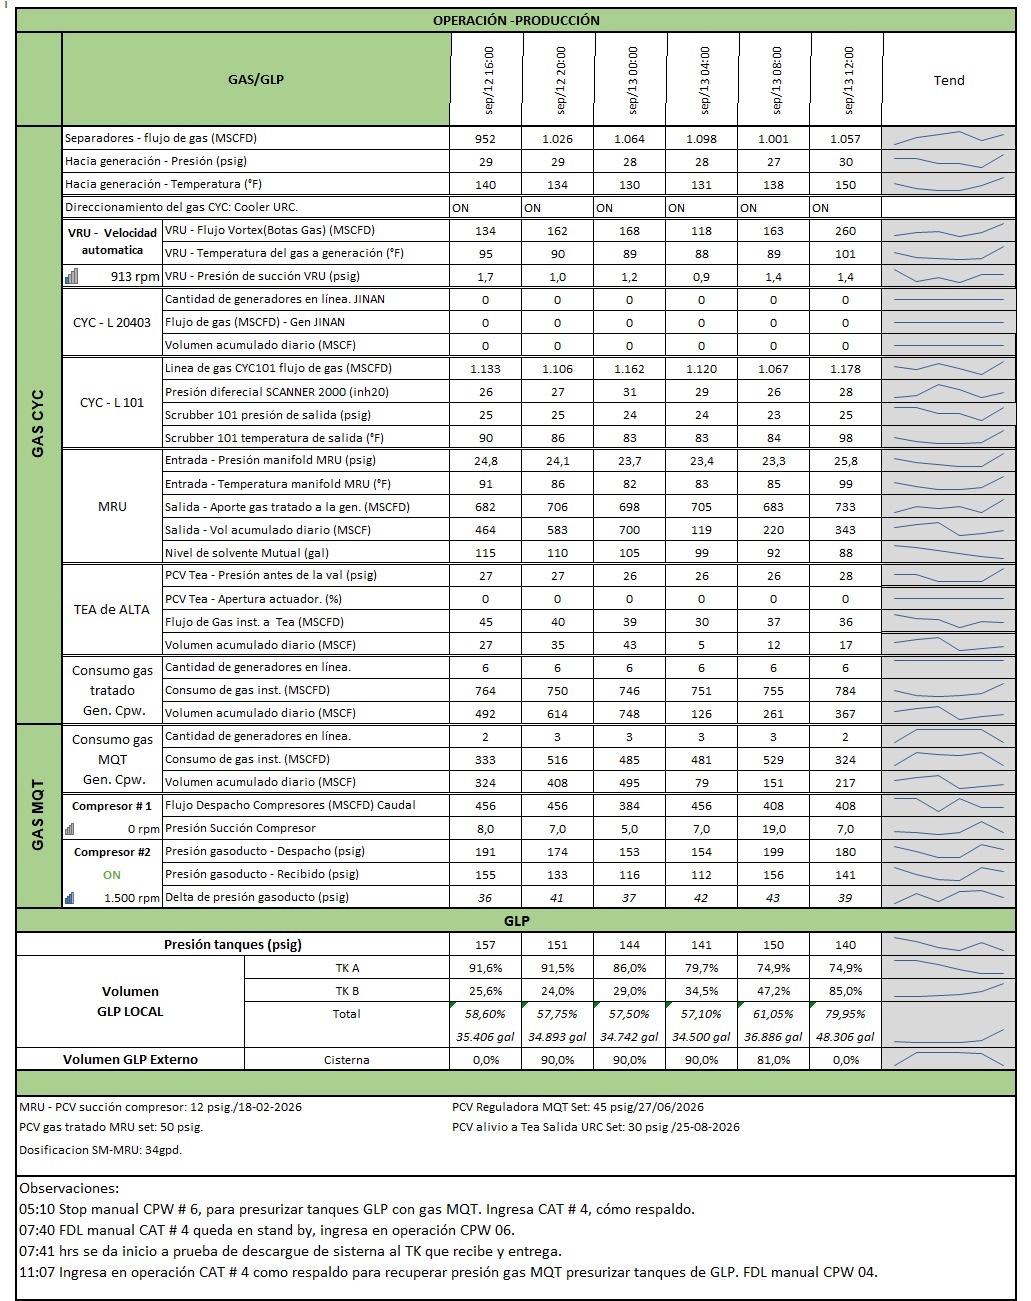 OPERACIÓN -PRODUCCIÓN
GAS/GLP sep/12 16:00 sep/12 20:00 sep/13 00:00 sep/13 04:00 sep/13 08:00 sep/13 12:00 Tend
GAS CYC
Separadores - flujo de gas (MSCFD) 952 1.026 1.064 1.098 1.001 1.057
Hacia generación - Presión (psig) 29 29 28 28 27 30
Hacia generación - Temperatura (°F) 140 134 130 131 138 150
Direccionamiento del gas CYC: Cooler URC. ON ON ON ON ON ON
VRU - Velocidad automatica
913 rpm
VRU - Flujo Vortex(Botas Gas) (MSCFD) 134 162 168 118 163 260
VRU - Temperatura del gas a generación (°F) 95 90 89 88 89 101
VRU - Presión de succión VRU (psig) 1,7 1,0 1,2 0,9 1,4 1,4
CYC - L 20403
Cantidad de generadores en línea. JINAN 0 0 0 0 0 0
Flujo de gas (MSCFD) - Gen JINAN 0 0 0 0 0 0
Volumen acumulado diario (MSCF) 0 0 0 0 0 0
CYC - L 101
Linea de gas CYC101 flujo de gas (MSCFD) 1.133 1.106 1.162 1.120 1.067 1.178
Presión diferecial SCANNER 2000 (inh20) 26 27 31 29 26 28
Scrubber 101 presión de salida (psig) 25 25 24 24 23 25
Scrubber 101 temperatura de salida (°F) 90 86 83 83 84 98
MRU
Entrada - Presión manifold MRU (psig) 24,8 24,1 23,7 23,4 23,3 25,8
Entrada - Temperatura manifold MRU (°F) 91 86 82 83 85 99
Salida - Aporte gas tratado a la gen. (MSCFD) 682 706 698 705 683 733
Salida - Vol acumulado diario (MSCF) 464 583 700 119 220 343
Nivel de solvente Mutual (gal) 115 110 105 99 92 88
TEA de ALTA
PCV Tea - Presión antes de la val (psig) 27 27 26 26 26 28
PCV Tea - Apertura actuador. (%) 0 0 0 0 0 0
Flujo de Gas inst. a Tea (MSCFD) 45 40 39 30 37 36
Volumen acumulado diario (MSCF) 27 35 43 5 12 17
Consumo gas tratado Gen. Cpw.
Cantidad de generadores en línea. 6 6 6 6 6 6
Consumo de gas inst. (MSCFD) 764 750 746 751 755 784
Volumen acumulado diario (MSCF) 492 614 748 126 261 367
GAS MQT
Consumo gas MQT Gen. Cpw.
Cantidad de generadores en línea. 2 3 3 3 3 2
Consumo de gas inst. (MSCFD) 333 516 485 481 529 324
Volumen acumulado diario (MSCF) 324 408 495 79 151 217
Compresor # 1
0 rpm
Flujo Despacho Compresores (MSCFD) Caudal 456 456 384 456 408 408
Presión Succión Compresor 8,0 7,0 5,0 7,0 19,0 7,0
Compresor #2
ON
1.500 rpm
Presión gasoducto - Despacho (psig) 191 174 153 154 199 180
Presión gasoducto - Recibido (psig) 155 133 116 112 156 141
Delta de presión gasoducto (psig) 36 41 37 42 43 39
GLP
Presión tanques (psig) 157 151 144 141 150 140
Volumen GLP LOCAL
TK A 91,6% 91,5% 86,0% 79,7% 74,9% 74,9%
TK B 25,6% 24,0% 29,0% 34,5% 47,2% 85,0%
Total 58,60% 57,75% 57,50% 57,10% 61,05% 79,95%
35.406 gal 34.893 gal 34.742 gal 34.500 gal 36.886 gal 48.306 gal
Volumen GLP Externo Cisterna 0,0% 90,0% 90,0% 90,0% 81,0% 0,0%
MRU - PCV succión compresor: 12 psig./18-02-2026 PCV Reguladora MQT Set: 45 psig/27/06/2026
PCV gas tratado MRU set: 50 psig. PCV alivio a Tea Salida URC Set: 30 psig /25-08-2026
Dosificacion SM-MRU: 34gpd.
Observaciones:
05:10 Stop manual CPW # 6, para presurizar tanques GLP con gas MQT. Ingresa CAT # 4, cómo respaldo.
07:40 FDL manual CAT # 4 queda en stand by, ingresa en operación CPW 06.
07:41 hrs se da inicio a prueba de descargue de sisterna al TK que recibe y entrega.
11:07 Ingresa en operación CAT # 4 como respaldo para recuperar presión gas MQT presurizar tanques de GLP. FDL manual CPW 04.